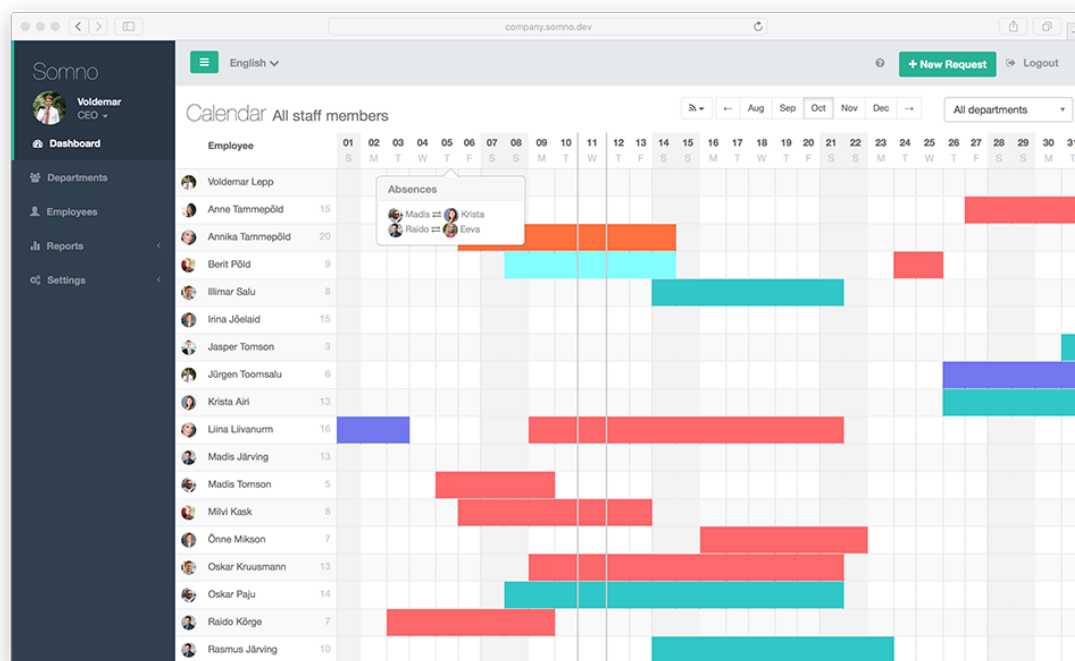 company.somno.dev
Somno
Voldemar
CEO
Dashboard
Departments
Employees
Reports
Settings
English
+ New Request
Logout
Calendar All staff members
← Aug Sep Oct Nov Dec →
All departments
Employee 01 02 03 04 05 06 07 08 09 10 11 12 13 14 15 16 17 18 19 20 21 22 23 24 25 26 27 28 29 30 31
S M T W T F S S M T W T F S S M T W T F S S M T W T F S S M T
Absences
Madis ⇄ Krista
Raido ⇄ Eeva
Voldemar Lepp
Anne Tammepõld 15
Annika Tammepõld 20
Berit Põld 9
Illimar Salu 8
Irina Jõelaid 15
Jasper Tomson 3
Jürgen Toomsalu 6
Krista Airi 13
Liina Liivanurm 16
Madis Järving 13
Madis Tomson 5
Milvi Kask 8
Õnne Mikson 7
Oskar Kruusmann 13
Oskar Paju 14
Raido Kõrge 7
Rasmus Järving 10